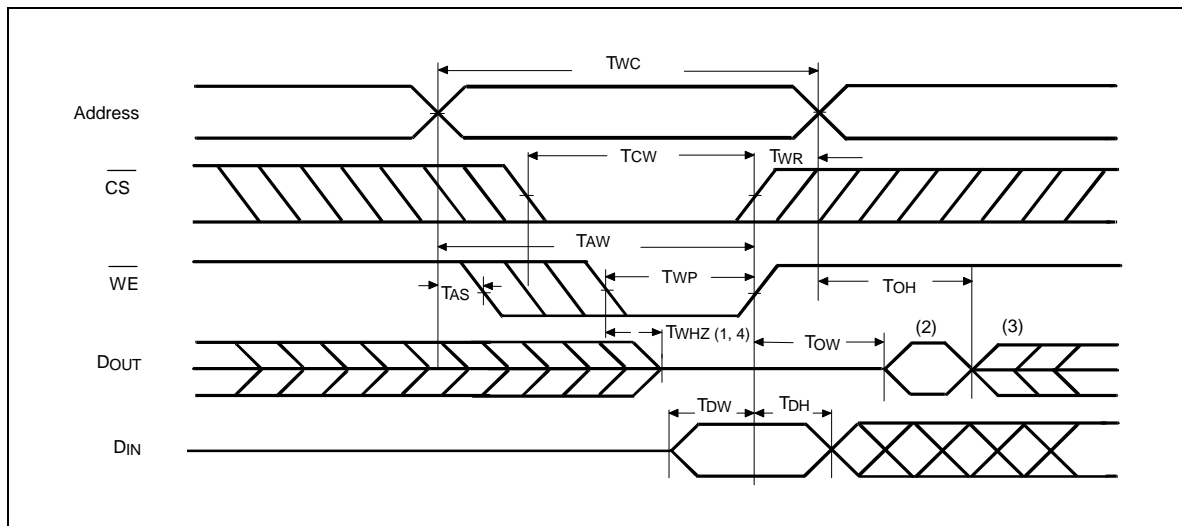 TWC
Address
TCW
TWR
CS
TAW
WE
TWP
TAS
TOH
TWHZ (1, 4)
TOW
(2)
(3)
DOUT
TDW
TDH
DIN